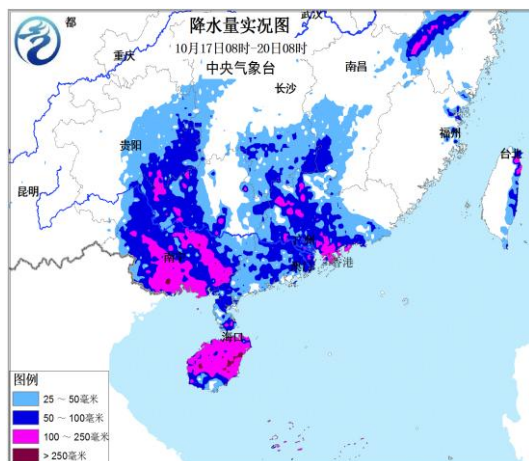 都
武汉
降水量实况图
10月17日08时-20日08时
中央气象台
重庆
南昌
长沙
贵阳
福州
台北
昆明
南宁
广州
香港
海口
图例
25 ~ 50毫米
50 ~ 100毫米
100 ~ 250毫米
> 250毫米